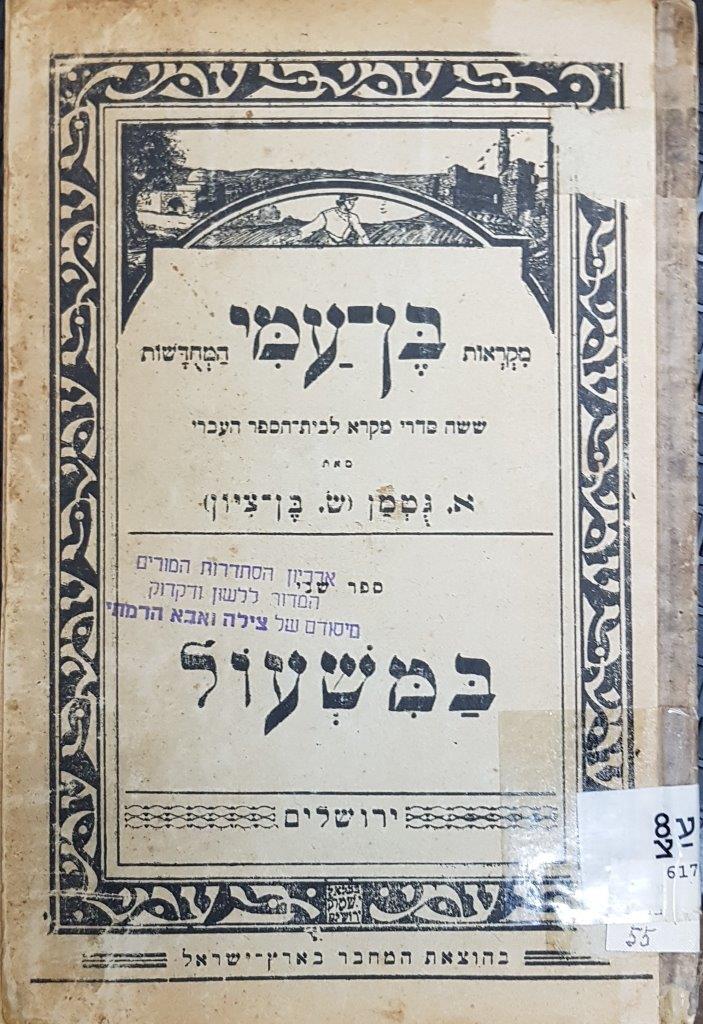 מִקְרָאוֹת בֶּן־עַמִּי הַמְחֻדָּשׁוֹת
ששה סדרי מקרא לבית־הספר העברי
מאת
א. גֻּטְמַן (ש. בֶּן־צִיּוֹן)
ספר שני
ארכיון הסתדרות המורים
המדור ללשון ודקדוק
מיסודם של צילה ואבא הרמתי
בַּמִּשְׁעוֹל
ירושלים
617
55
בהוצאת המחבר בארץ־ישראל